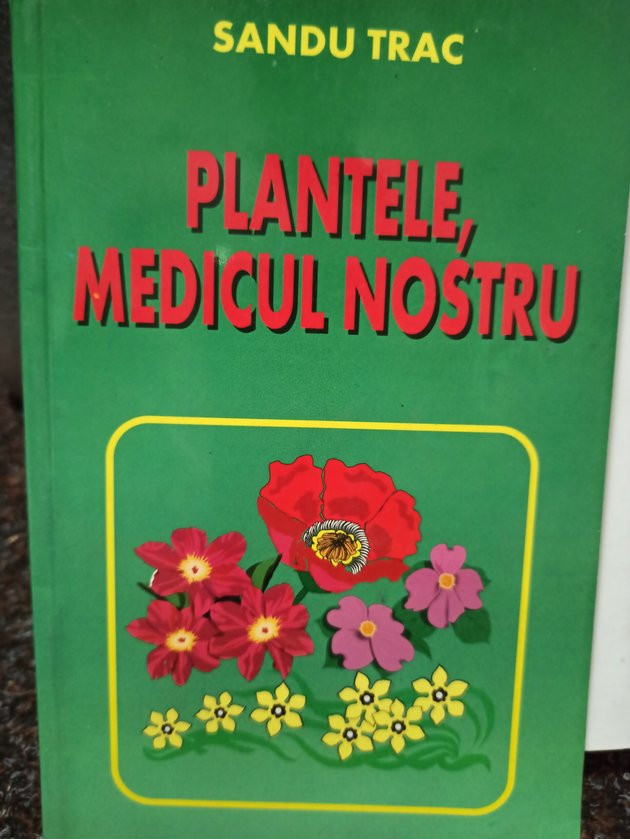 SANDU TRAC
PLANTELE,
MEDICUL NOSTRU